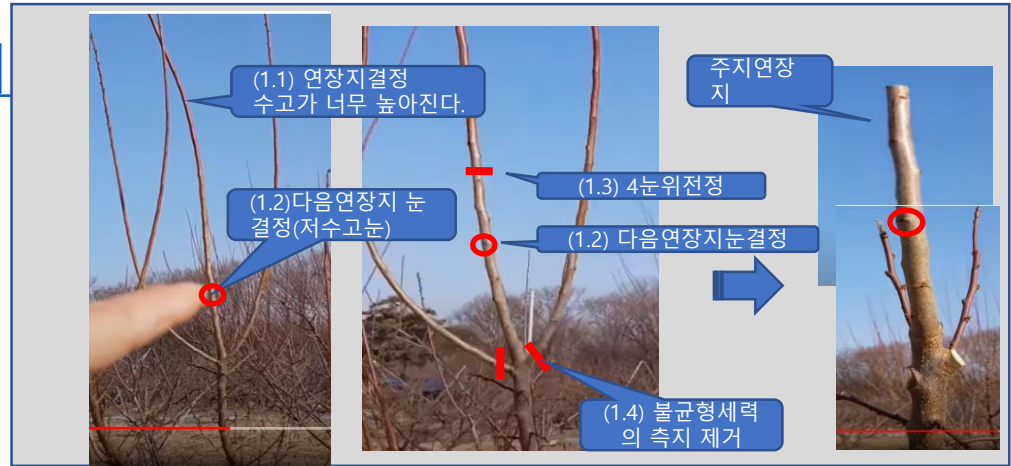 (1.1) 연장지결정
수고가 너무 높아진다.
(1.2)다음연장지 눈
결정(저수고눈)
(1.3) 4눈위전정
(1.2) 다음연장지눈결정
(1.4) 불균형세력
의 측지 제거
주지연장
지